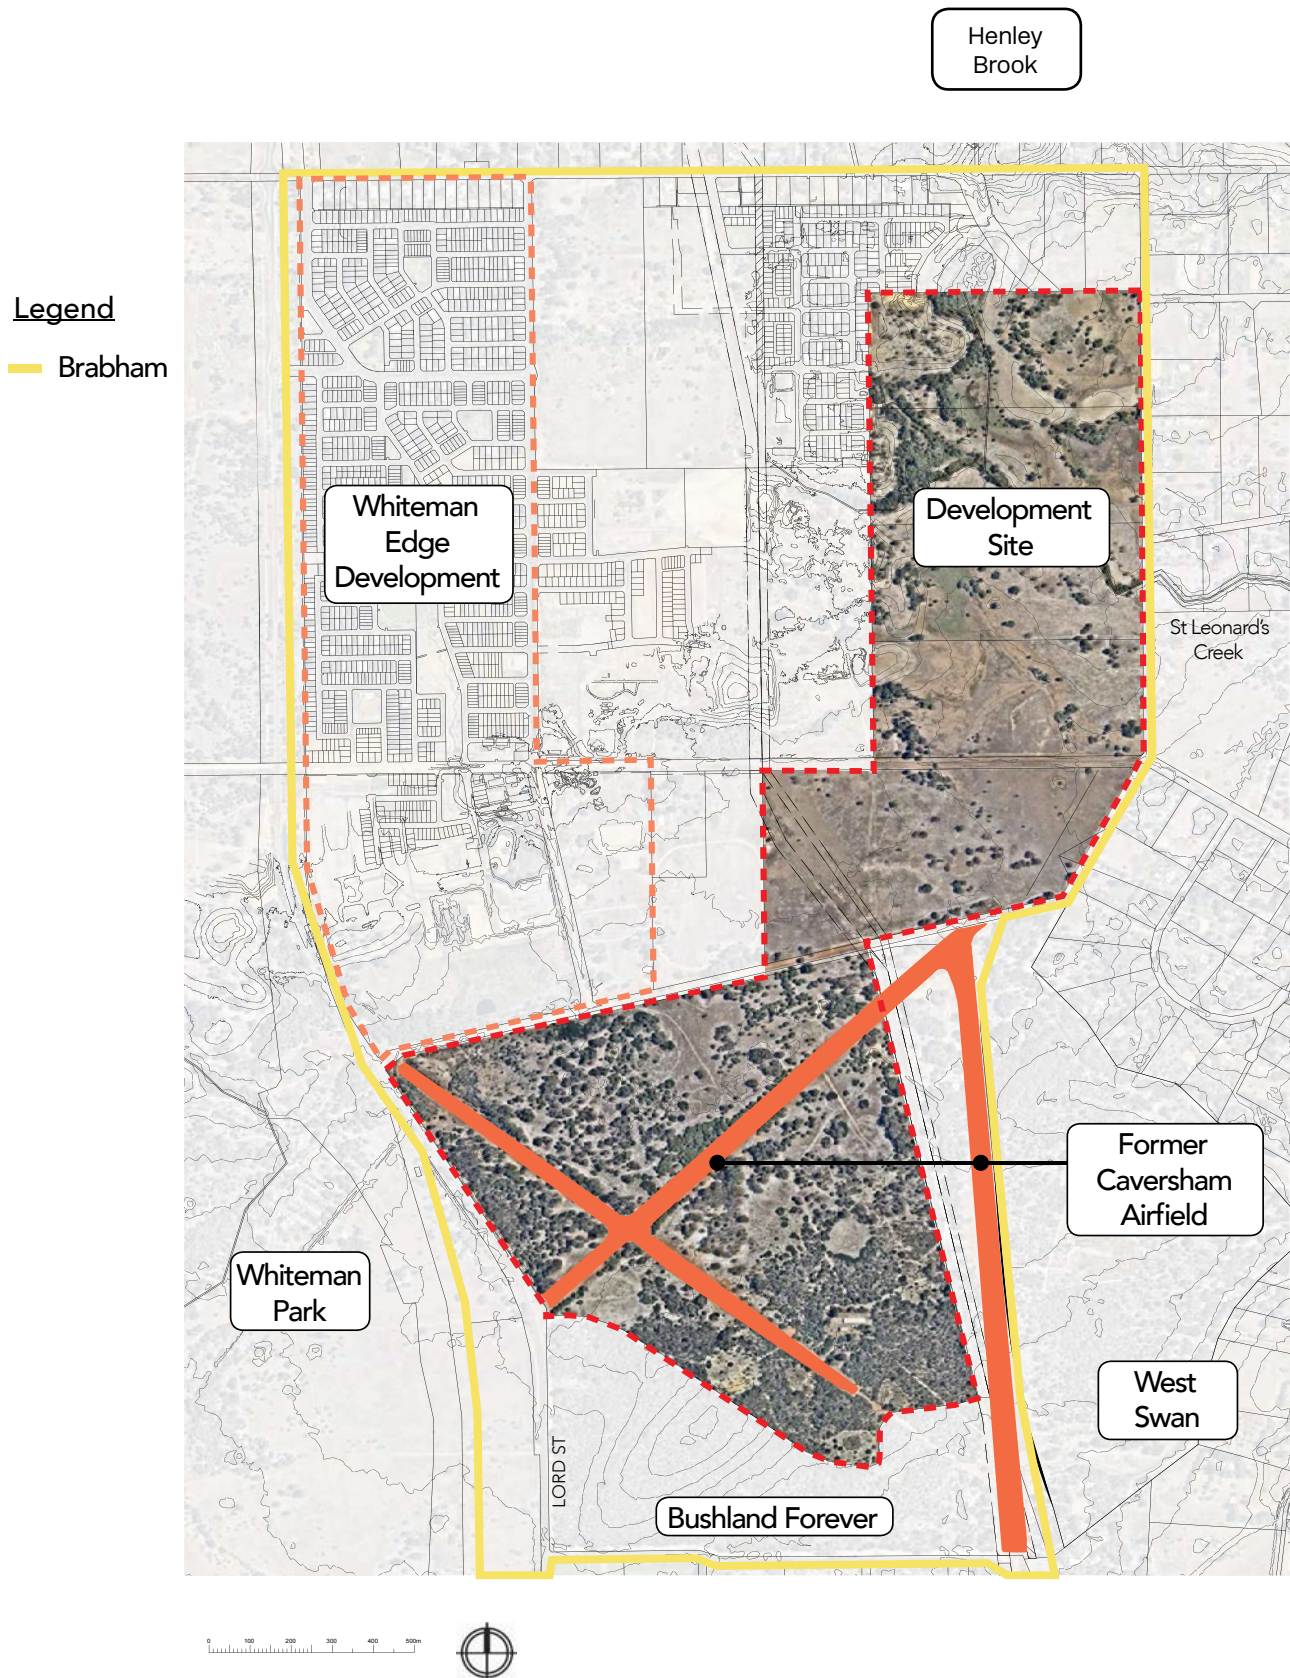 Henley
Brook
Legend
Brabham
Whiteman
Edge
Development
Development
Site
St Leonard's
Creek
Former
Caversham
Airfield
Whiteman
Park
West
Swan
LORD ST
Bushland Forever
0 100 200 300 400 500m